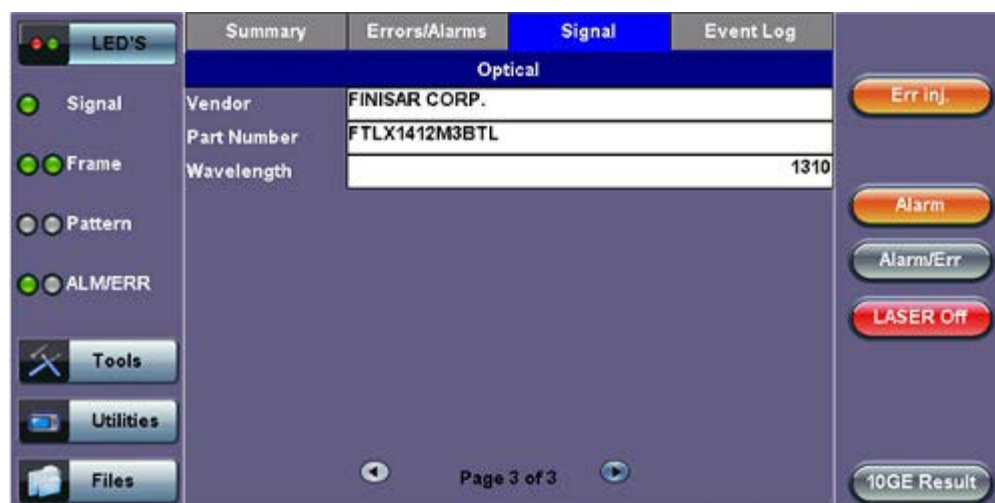 LED'S
Signal
Frame
Pattern
ALM/ERR
Tools
Utilities
Files
Summary
Errors/Alarms
Signal
Event Log
Optical
Vendor
FINISAR CORP.
Part Number
FTLX1412M3BTL
Wavelength
1310
Page 3 of 3
Err inj.
Alarm
Alarm/Err
LASER Off
10GE Result